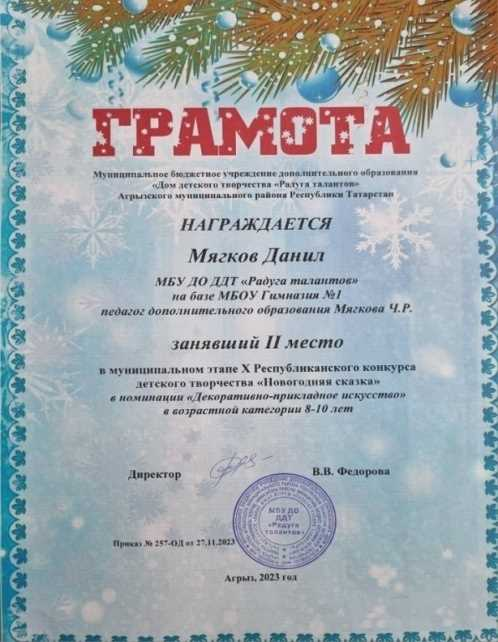 ГРАМОТА
Муниципальное бюджетное учреждение дополнительного образования
«Дом детского творчества «Радуга талантов»
Агрызского муниципального района Республики Татарстан
НАГРАЖДАЕТСЯ
Мягков Данил
МБУ ДО ДДТ «Радуга талантов»
на базе МБОУ Гимназия №1
педагог дополнительного образования Мягкова Ч.Р.
занявший II место
в муниципальном этапе X Республиканского конкурса
детского творчества «Новогодняя сказка»
в номинации «Декоративно-прикладное искусство»
в возрастной категории 8-10 лет
Директор В.В. Федорова
МБУ ДО
ДДТ
«Радуга
талантов»
Приказ № 257-ОД от 27.11.2023
Агрыз, 2023 год